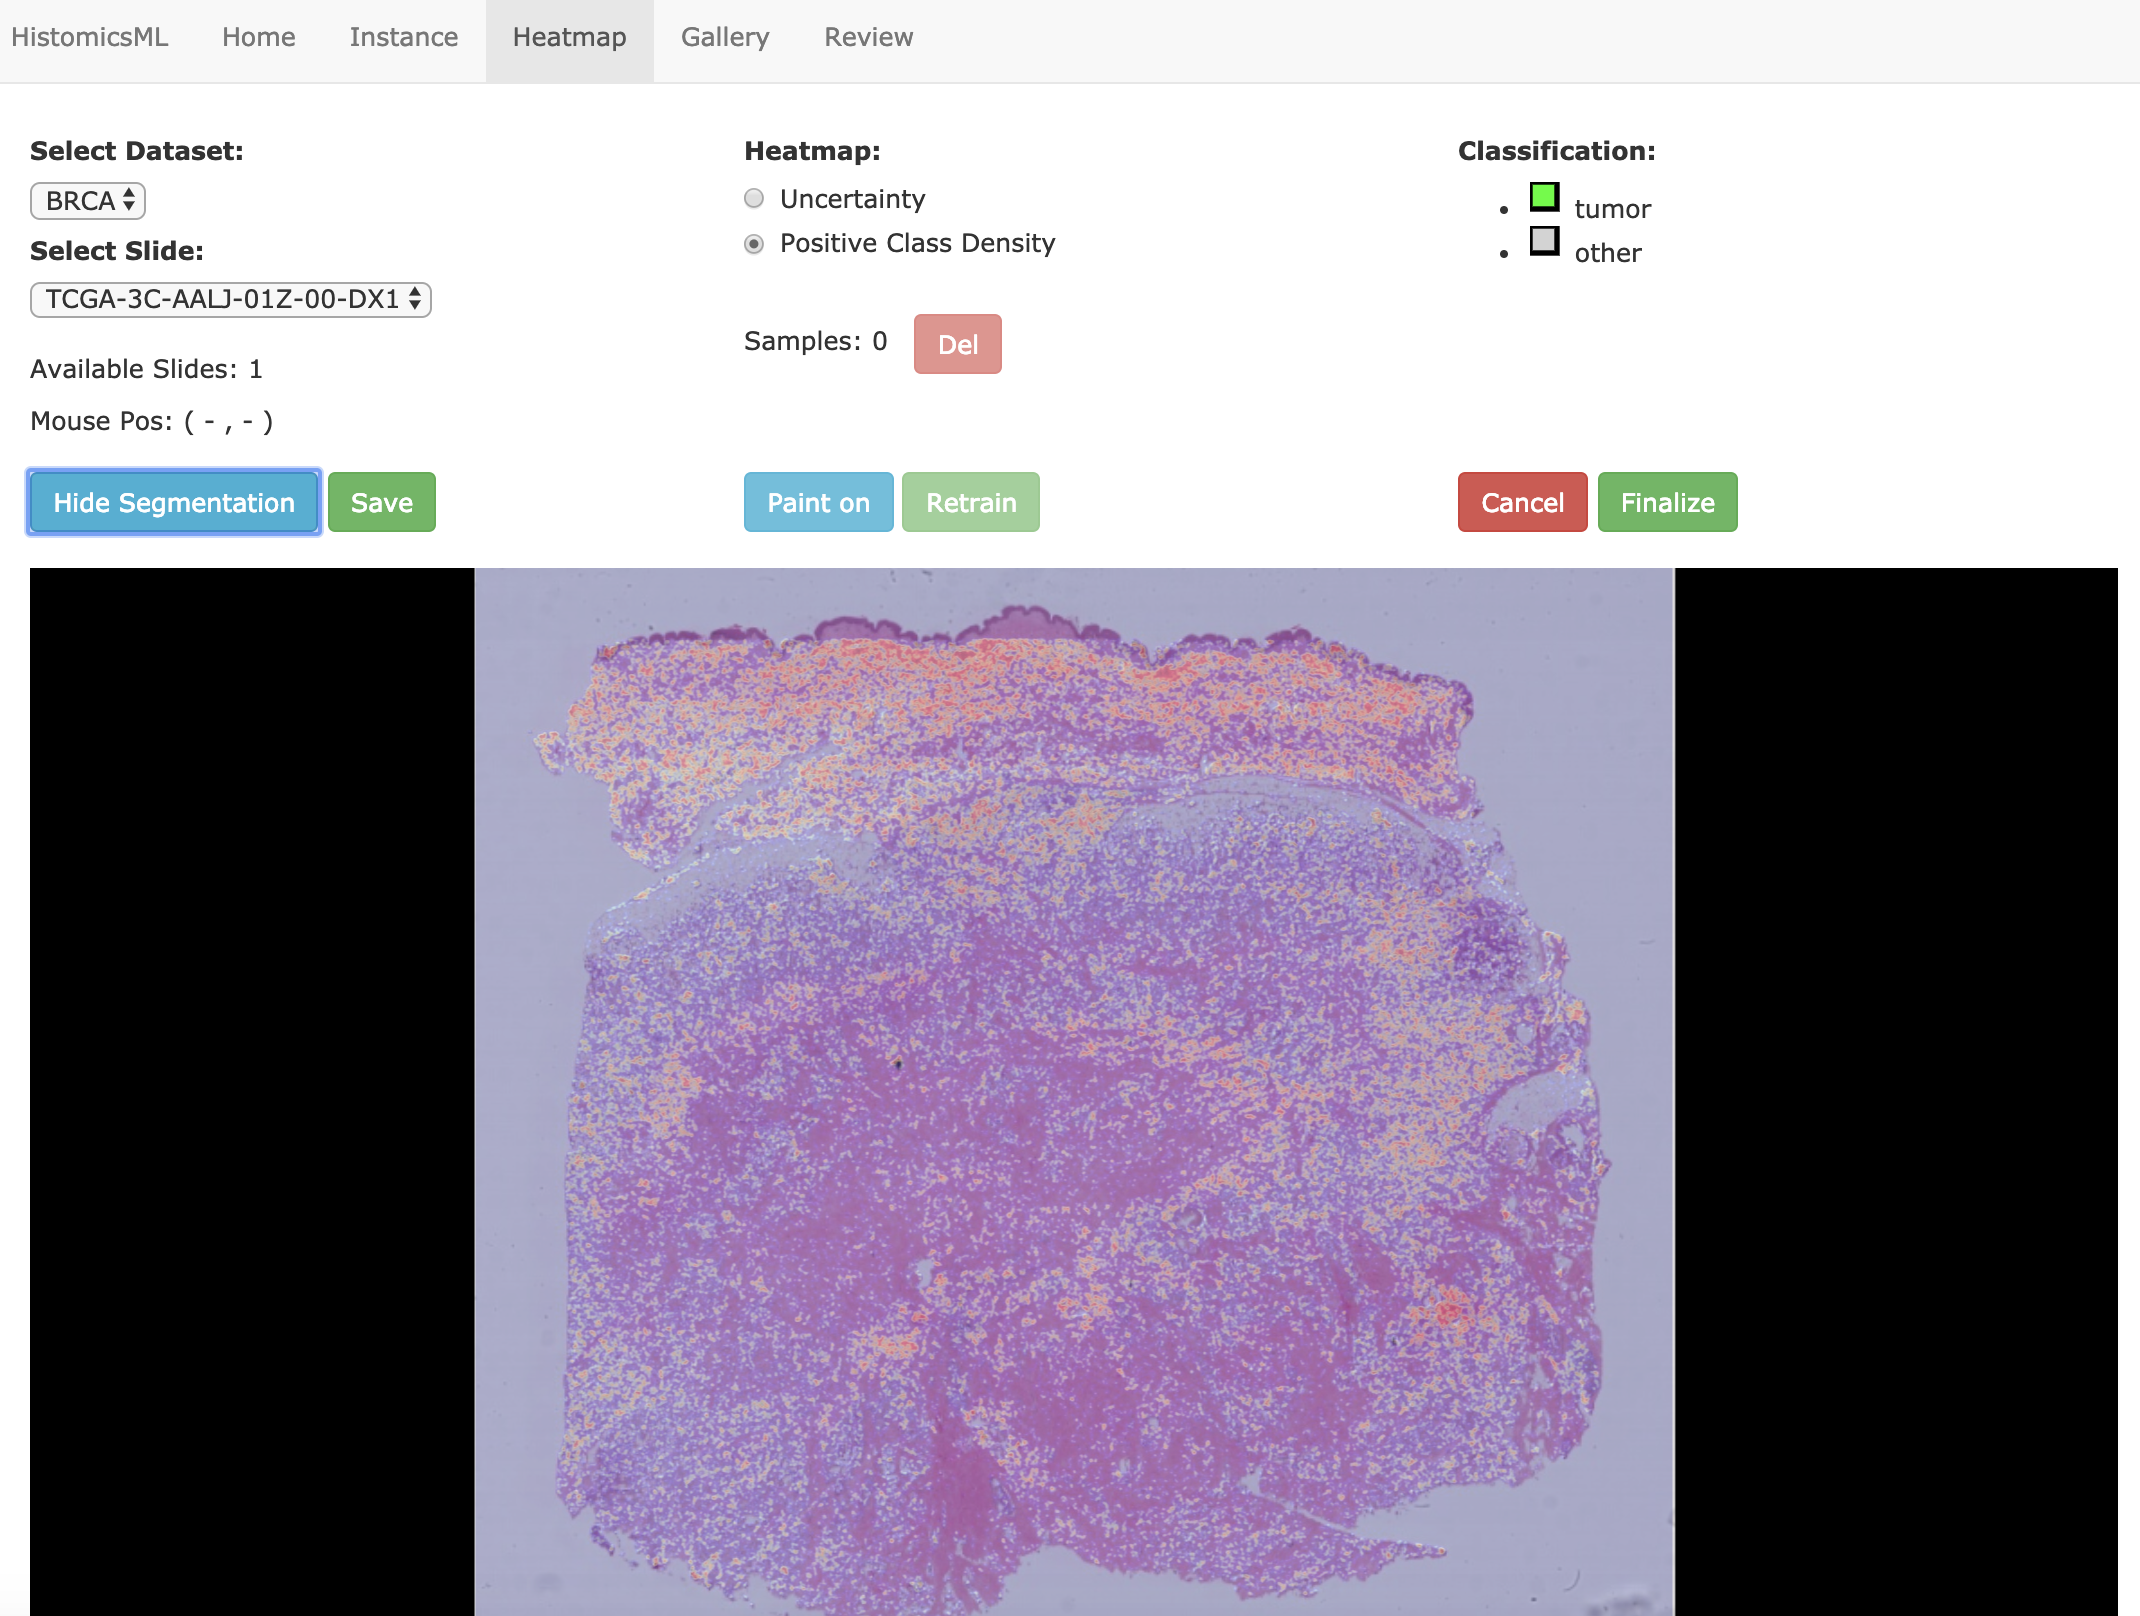 HistomicsML Home Instance Heatmap Gallery Review
Select Dataset:
BRCA
Select Slide:
TCGA-3C-AALJ-01Z-00-DX1
Available Slides: 1
Mouse Pos: ( - , - )
Hide Segmentation Save
Heatmap:
Uncertainty
Positive Class Density
Samples: 0 Del
Paint on Retrain
Classification:
tumor
other
Cancel Finalize